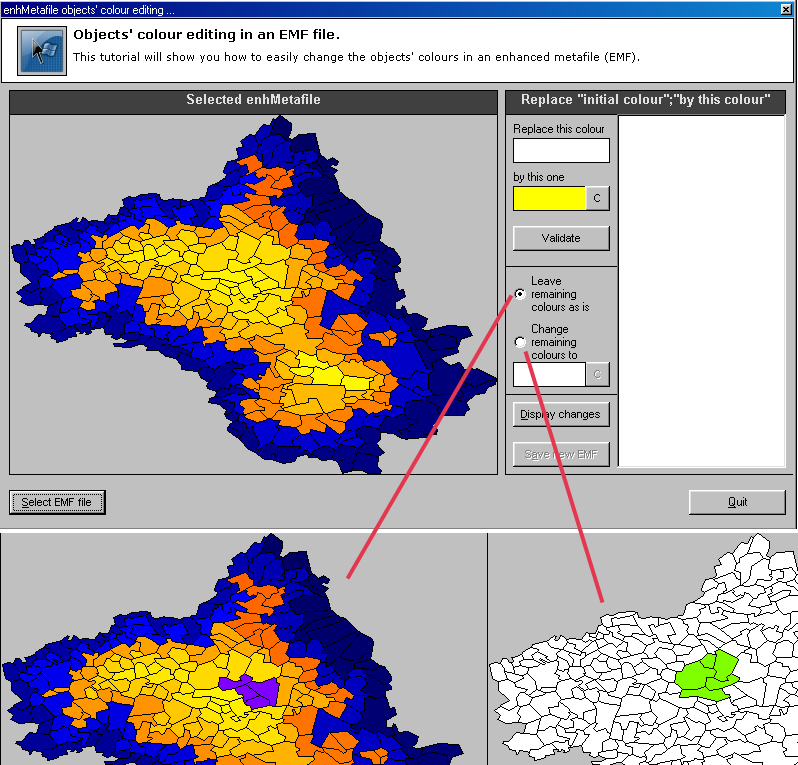 enhMetafile objects' colour editing ...
Objects' colour editing in an EMF file.
This tutorial will show you how to easily change the objects' colours in an enhanced metafile (EMF).
Selected enhMetafile
Replace "initial colour";"by this colour"
Replace this colour
by this one
C
Validate
Leave
remaining
colours as is
Change
remaining
colours to
C
Display changes
Save new EMF
Select EMF file
Quit